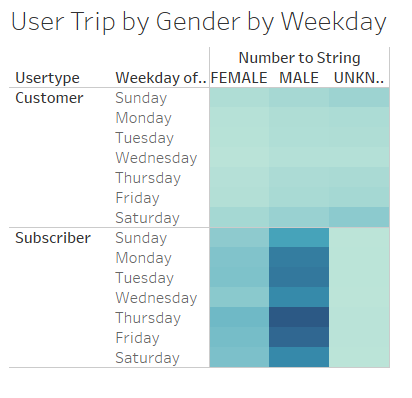 User Trip by Gender by Weekday
Number to String
Usertype Weekday of.. FEMALE MALE UNKN..
Customer Sunday
Monday
Tuesday
Wednesday
Thursday
Friday
Saturday
Subscriber Sunday
Monday
Tuesday
Wednesday
Thursday
Friday
Saturday